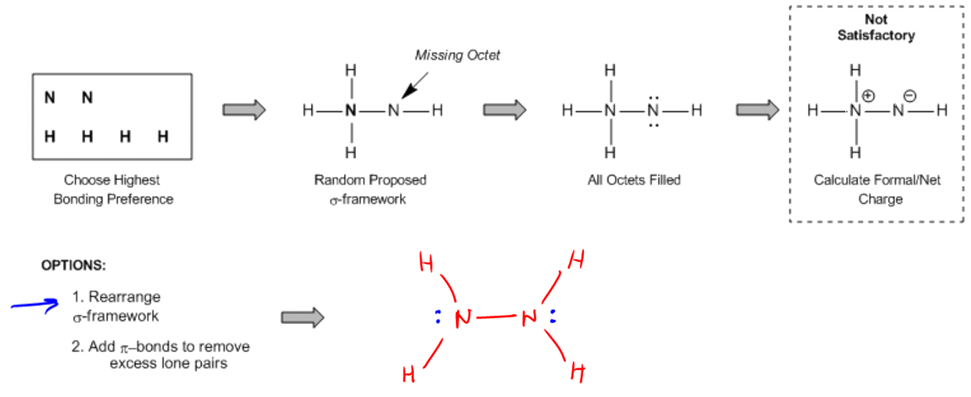 Not
Satisfactory
Missing Octet
N N
H H H H
H
H—N—N—H
H
H
H—N—N—H
H
H
H—N⊕—N⊖—H
H
Choose Highest
Bonding Preference
Random Proposed
σ-framework
All Octets Filled
Calculate Formal/Net
Charge
OPTIONS:
1. Rearrange
σ-framework
2. Add π–bonds to remove
excess lone pairs
H H
:N—N:
H H